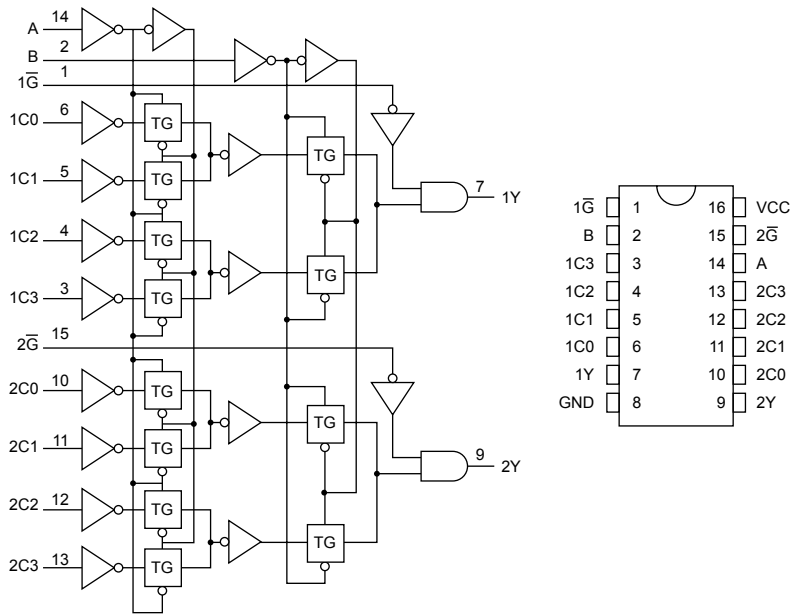 A 14
B 2
1G̅ 1
1C0 6
TG
TG
1C1 5
TG
7 1Y
1C2 4
TG
TG
1C3 3
TG
2G̅ 15
2C0 10
TG
TG
2C1 11
TG
9 2Y
2C2 12
TG
TG
2C3 13
TG
1G̅ 1 16 VCC
B 2 15 2G̅
1C3 3 14 A
1C2 4 13 2C3
1C1 5 12 2C2
1C0 6 11 2C1
1Y 7 10 2C0
GND 8 9 2Y